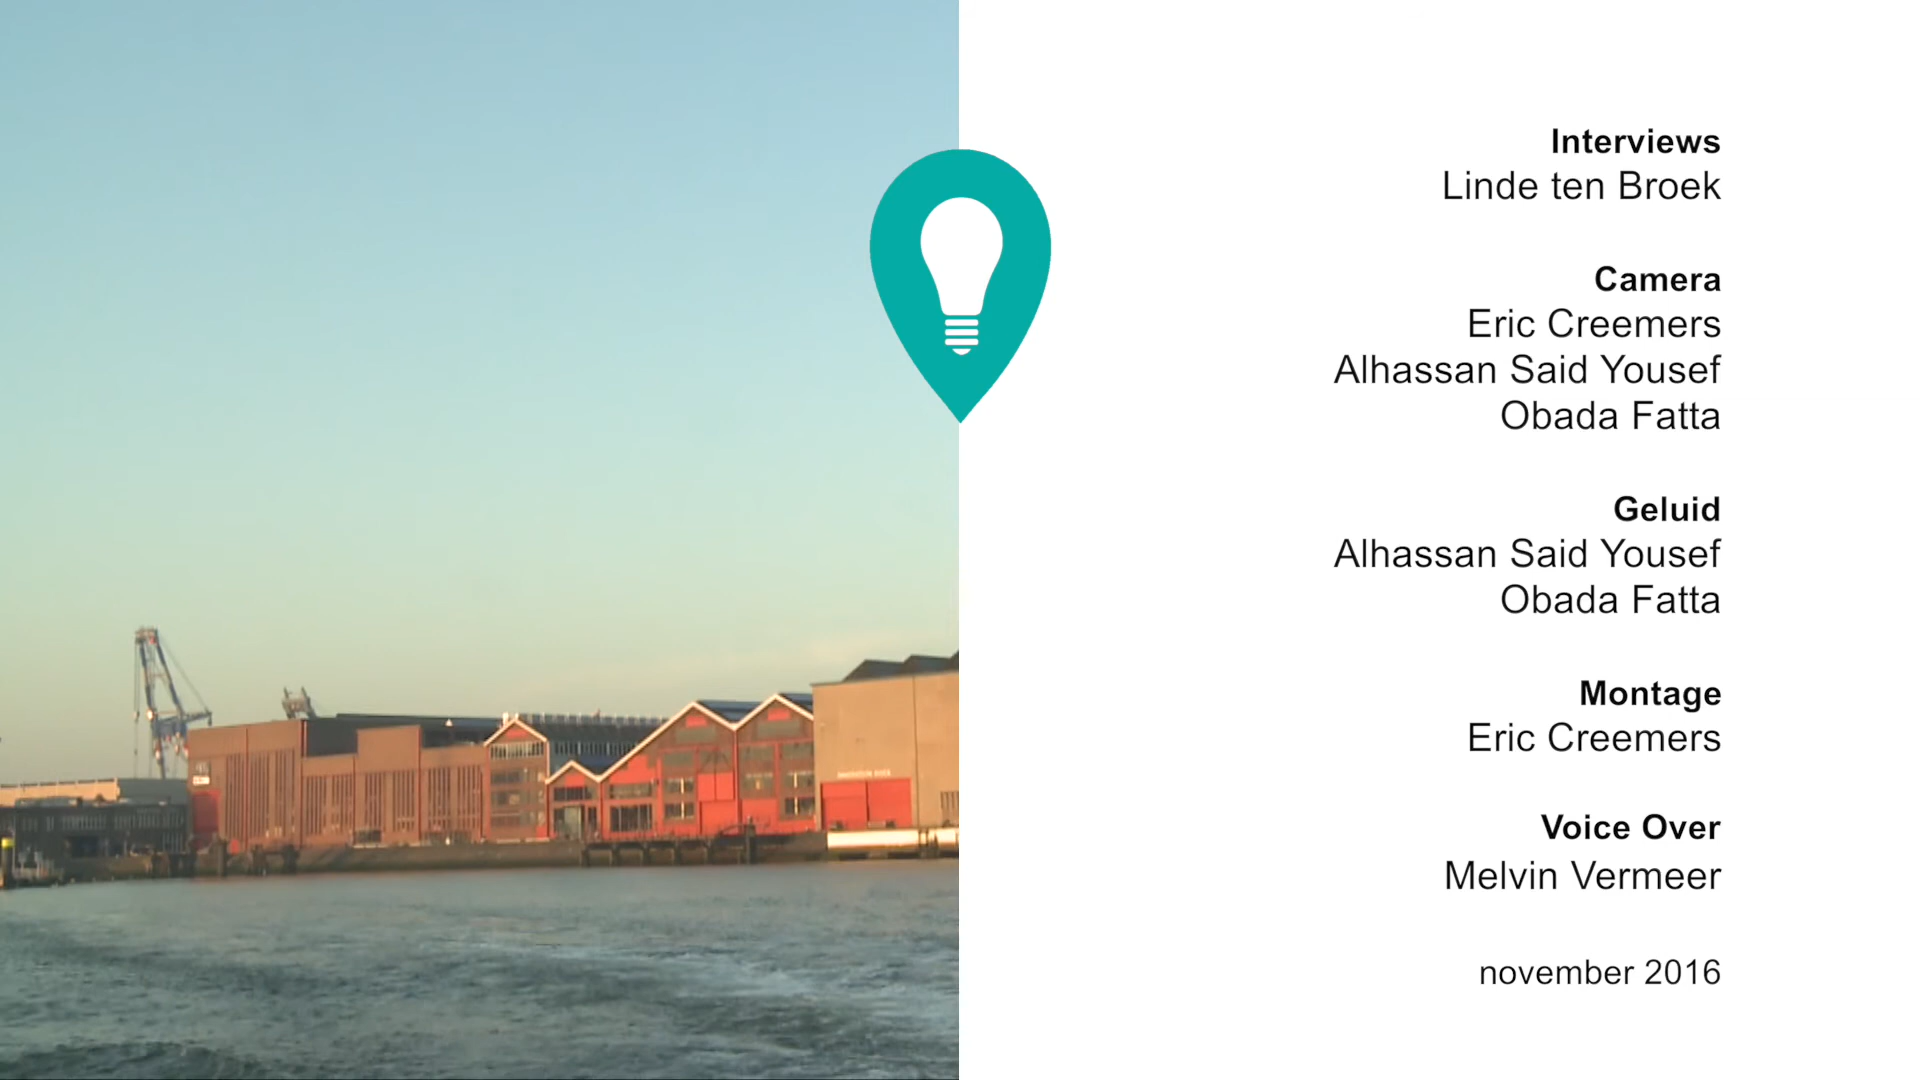 Interviews
Linde ten Broek
Camera
Eric Creemers
Alhassan Said Yousef
Obada Fatta
Geluid
Alhassan Said Yousef
Obada Fatta
Montage
Eric Creemers
Voice Over
Melvin Vermeer
november 2016